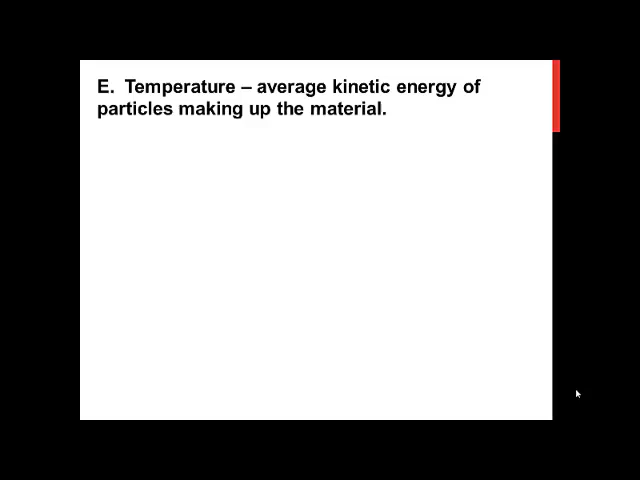 E.  Temperature – average kinetic energy of
particles making up the material.